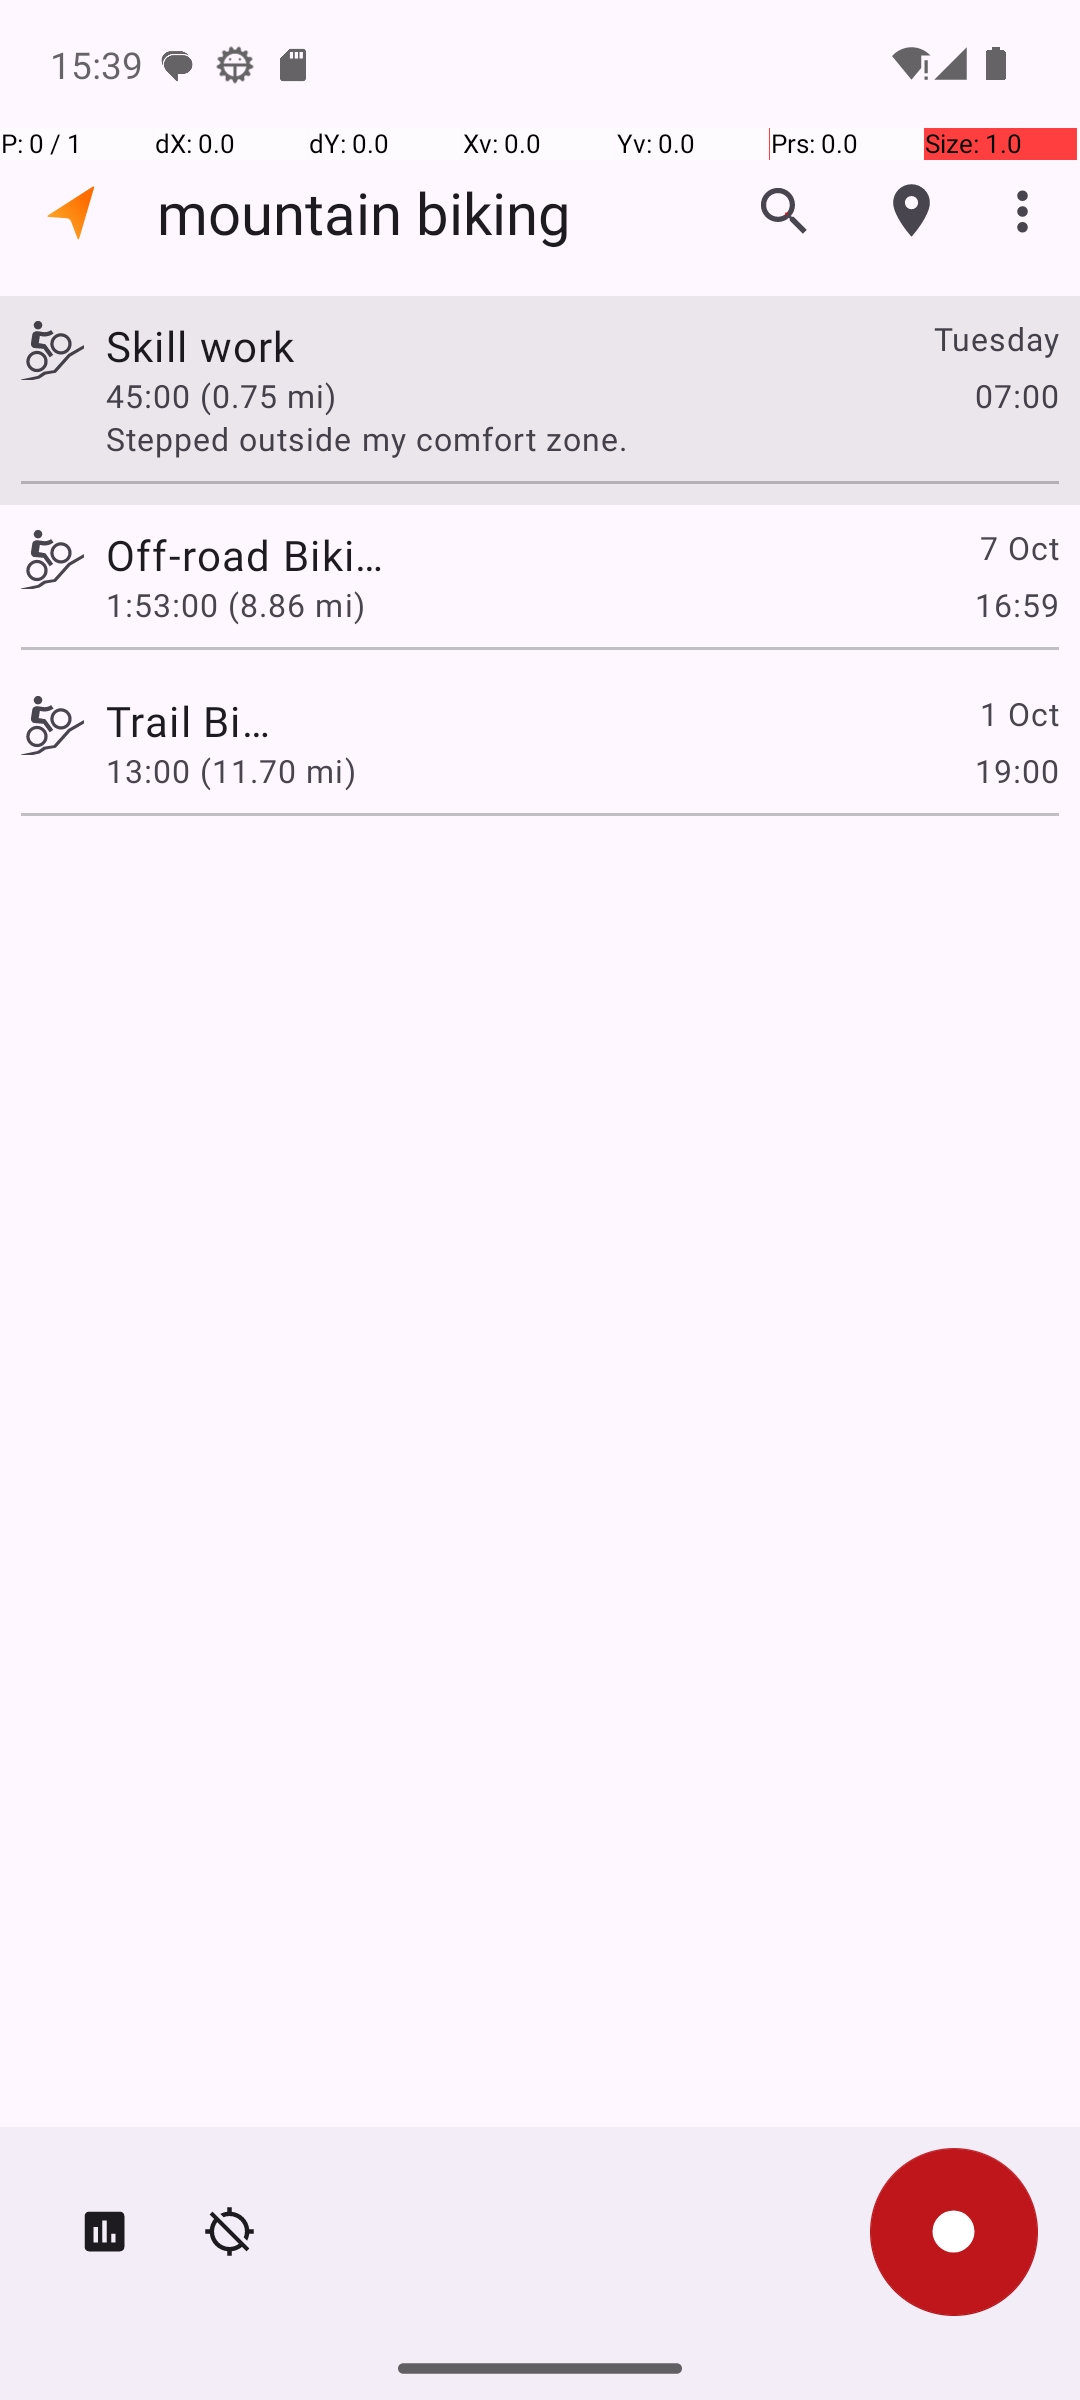 15:39
P: 0 / 1 dX: 0.0 dY: 0.0 Xv: 0.0 Yv: 0.0 Prs: 0.0 Size: 1.0
mountain biking
Skill work Tuesday
45:00 (0.75 mi) 07:00
Stepped outside my comfort zone.
Off-road Biki… 7 Oct
1:53:00 (8.86 mi) 16:59
Trail Bi… 1 Oct
13:00 (11.70 mi) 19:00